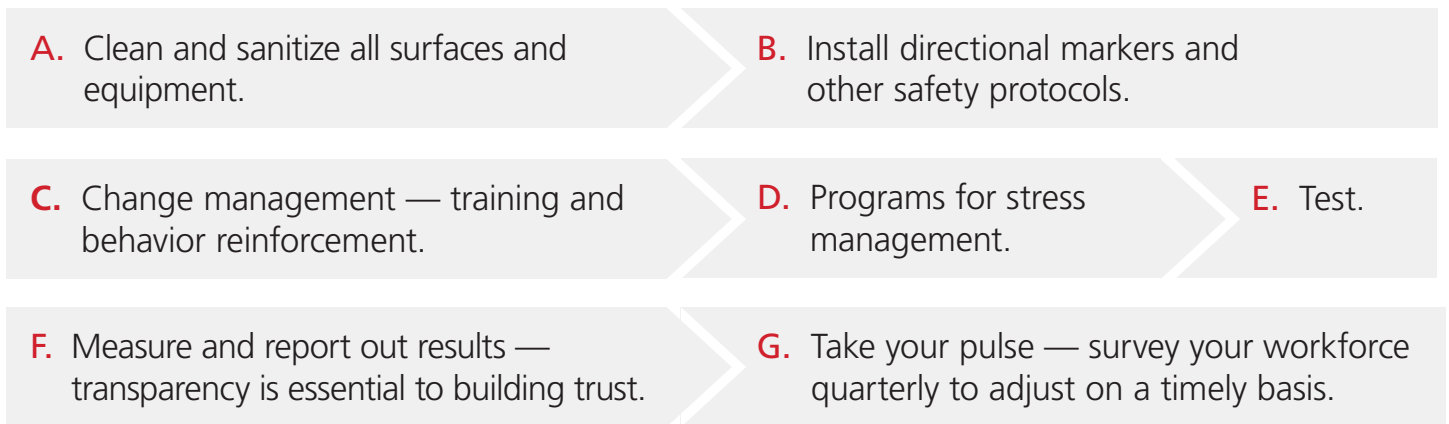 A. Clean and sanitize all surfaces and
equipment.
B. Install directional markers and
other safety protocols.
C. Change management — training and
behavior reinforcement.
D. Programs for stress
management.
E. Test.
F. Measure and report out results —
transparency is essential to building trust.
G. Take your pulse — survey your workforce
quarterly to adjust on a timely basis.